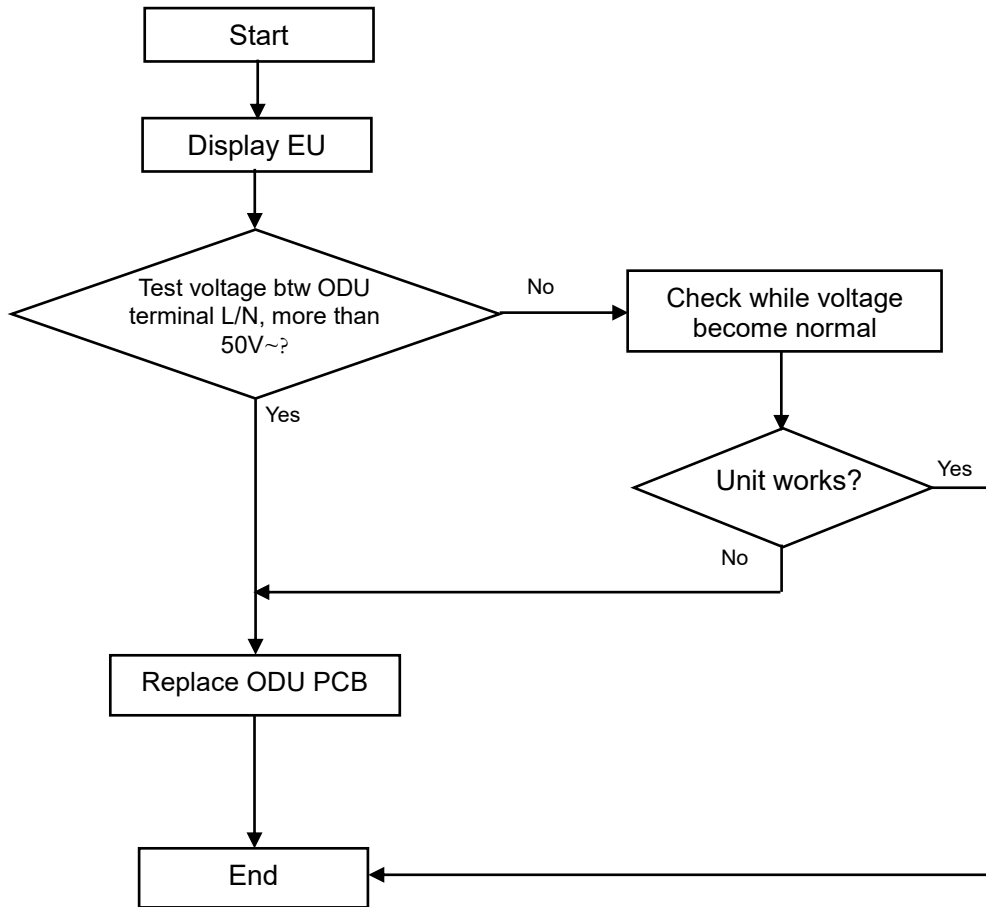 Start
Display EU
Test voltage btw ODU
terminal L/N, more than
50V~?
No
Check while voltage
become normal
Yes
Unit works?
Yes
No
Replace ODU PCB
End